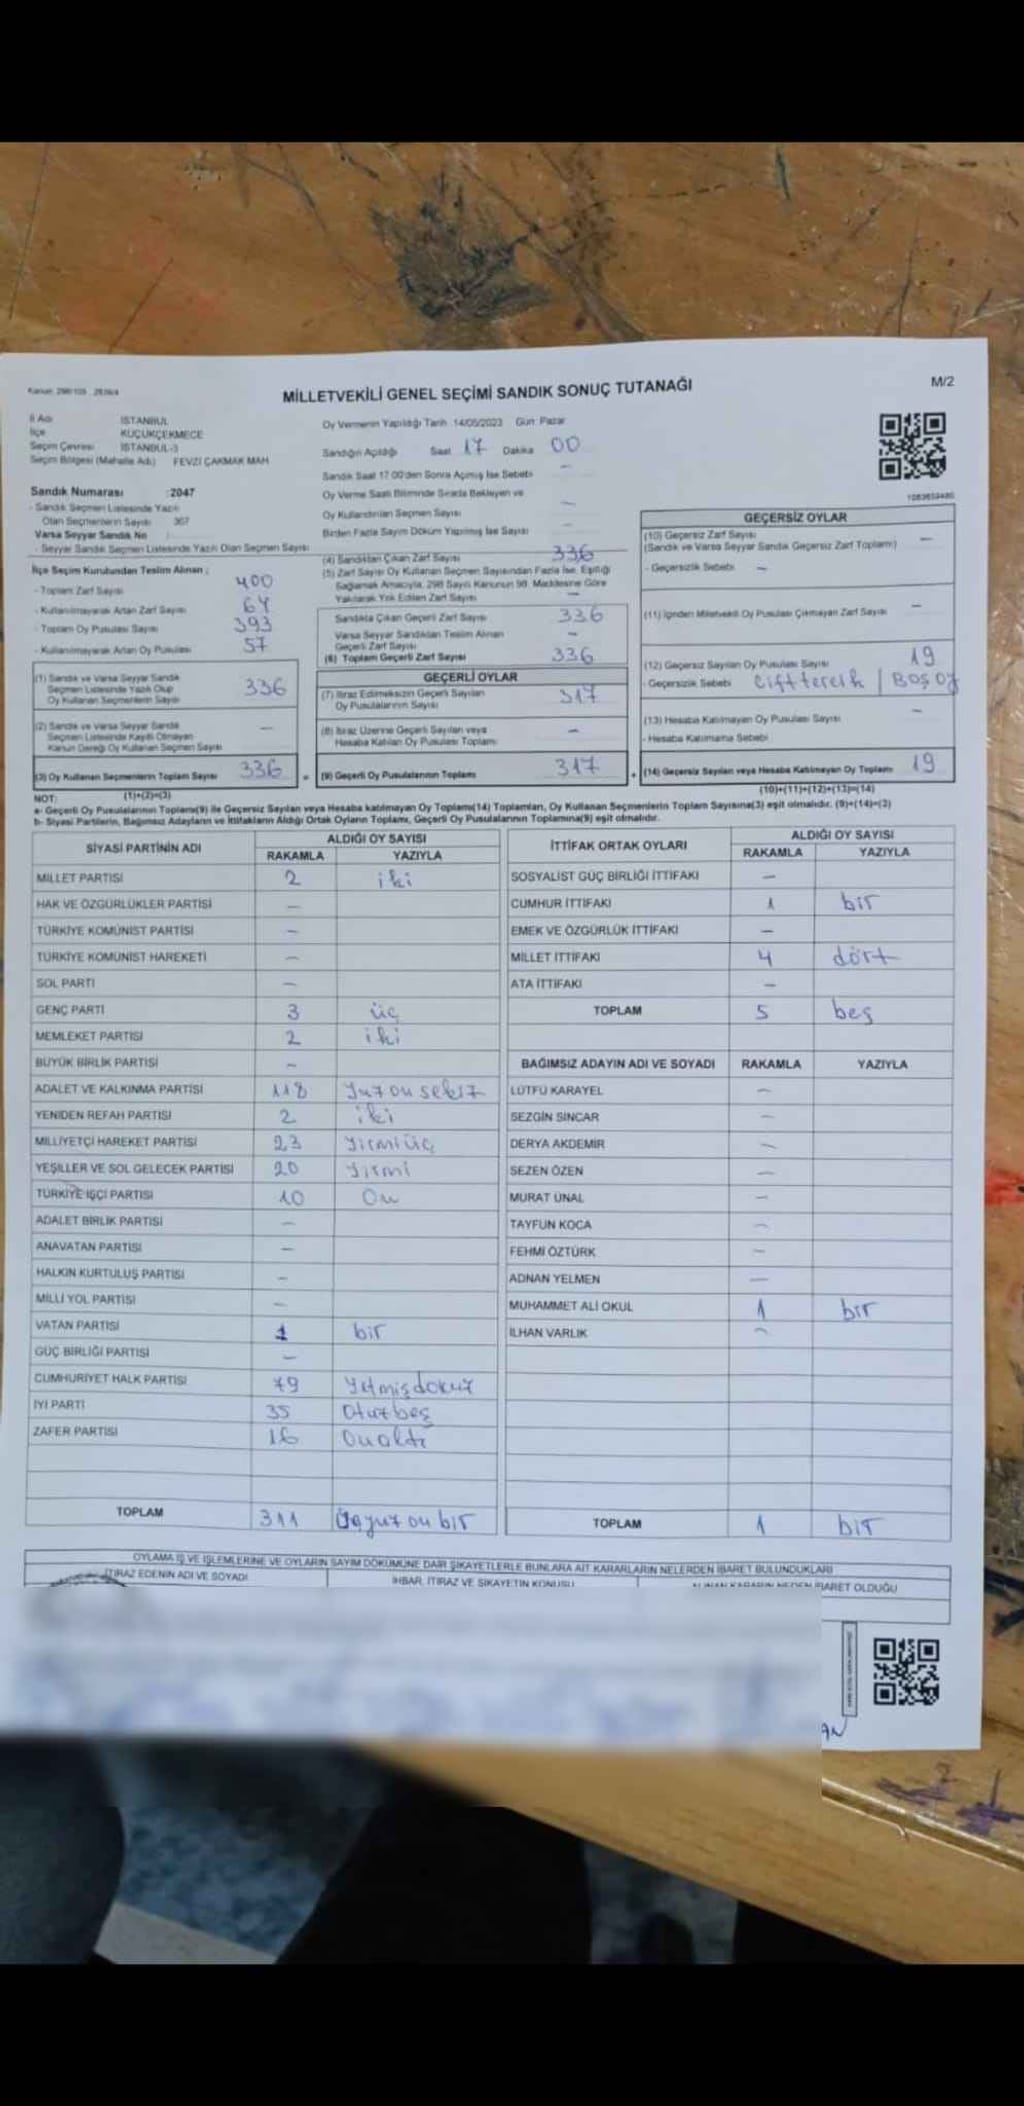 MİLLETVEKİLİ GENEL SEÇİMİ SANDIK SONUÇ TUTANAĞI
M/2
İl Adı İSTANBUL
İlçe KÜÇÜKÇEKMECE
Seçim Çevresi İSTANBUL-3
Seçim Bölgesi (Mahalle Adı) FEVZİ ÇAKMAK MAH
Sandık Numarası :2047
- Sandık Seçmen Listesinde Yazılı
Olan Seçmenlerin Sayısı 367
Varsa Seyyar Sandık No
- Seyyar Sandık Seçmen Listesinde Yazılı Olan Seçmen Sayısı
İlçe Seçim Kurulundan Teslim Alınan ;
- Toplam Zarf Sayısı 400
- Kullanılmayarak Artan Zarf Sayısı 64
- Toplam Oy Pusulası Sayısı 393
- Kullanılmayarak Artan Oy Pusulası 57
(1) Sandık ve Varsa Seyyar Sandık
Seçmen Listesinde Yazılı Olup
Oy Kullanan Seçmenlerin Sayısı 336
(2) Sandık ve Varsa Seyyar Sandık
Seçmen Listesinde Kayıtlı Olmayan
Kanun Gereği Oy Kullanan Seçmen Sayısı —
(3) Oy Kullanan Seçmenlerin Toplam Sayısı 336
(1)+(2)=(3)
Oy Vermenin Yapıldığı Tarih 14/05/2023 Gün: Pazar
Sandığın Açıldığı Saat 17 Dakika 00
Sandık Saat 17.00'den Sonra Açılmış İse Sebebi —
Oy Verme Saati Bitiminde Sırada Bekleyen ve
Oy Kullandırılan Seçmen Sayısı —
Birden Fazla Sayım Döküm Yapılmış İse Sayısı —
(4) Sandıktan Çıkan Zarf Sayısı 336
(5) Zarf Sayısı Oy Kullanan Seçmen Sayısından Fazla İse, Eşitliği
Sağlamak Amacıyla, 298 Sayılı Kanunun 98. Maddesine Göre
Yakılarak Yok Edilen Zarf Sayısı —
Sandıkta Çıkan Geçerli Zarf Sayısı 336
Varsa Seyyar Sandıktan Teslim Alınan
Geçerli Zarf Sayısı —
(6) Toplam Geçerli Zarf Sayısı 336
GEÇERLİ OYLAR
(7) İtiraz Edilmeksizin Geçerli Sayılan
Oy Pusulalarının Sayısı 317
(8) İtiraz Üzerine Geçerli Sayılan veya
Hesaba Katılan Oy Pusulası Toplamı —
= (9) Geçerli Oy Pusulalarının Toplamı 317
GEÇERSİZ OYLAR
(10) Geçersiz Zarf Sayısı —
(Sandık ve Varsa Seyyar Sandık Geçersiz Zarf Toplamı)
- Geçersizlik Sebebi —
(11) İçinden Milletvekili Oy Pusulası Çıkmayan Zarf Sayısı —
(12) Geçersiz Sayılan Oy Pusulası Sayısı 19
- Geçersizlik Sebebi Çift tercih / Boş oy
(13) Hesaba Katılmayan Oy Pusulası Sayısı —
- Hesaba Katılmama Sebebi
+ (14) Geçersiz Sayılan veya Hesaba Katılmayan Oy Toplamı 19
(10)+(11)+(12)+(13)=(14)
NOT:
a- Geçerli Oy Pusulalarının Toplamı(9) ile Geçersiz Sayılan veya Hesaba katılmayan Oy Toplamı(14) Toplamları, Oy Kullanan Seçmenlerin Toplam Sayısına(3) eşit olmalıdır. (9)+(14)=(3)
b- Siyasi Partilerin, Bağımsız Adayların ve İttifakların Aldığı Ortak Oyların Toplamı, Geçerli Oy Pusulalarının Toplamına(9) eşit olmalıdır.
SİYASİ PARTİNİN ADI ALDIĞI OY SAYISI
RAKAMLA YAZIYLA
MİLLET PARTİSİ 2 iki
HAK VE ÖZGÜRLÜKLER PARTİSİ —
TÜRKİYE KOMÜNİST PARTİSİ —
TÜRKİYE KOMÜNİST HAREKETİ —
SOL PARTİ —
GENÇ PARTİ 3 üç
MEMLEKET PARTİSİ 2 iki
BÜYÜK BİRLİK PARTİSİ —
ADALET VE KALKINMA PARTİSİ 118 Yüzonsekiz
YENİDEN REFAH PARTİSİ 2 iki
MİLLİYETÇİ HAREKET PARTİSİ 23 Yirmiüç
YEŞİLLER VE SOL GELECEK PARTİSİ 20 Yirmi
TÜRKİYE İŞÇİ PARTİSİ 10 On
ADALET BİRLİK PARTİSİ —
ANAVATAN PARTİSİ —
HALKIN KURTULUŞ PARTİSİ —
MİLLİ YOL PARTİSİ —
VATAN PARTİSİ 1 bir
GÜÇ BİRLİĞİ PARTİSİ —
CUMHURİYET HALK PARTİSİ 79 Yetmişdokuz
İYİ PARTİ 35 Otuzbeş
ZAFER PARTİSİ 16 Onaltı
TOPLAM 311 Üçyüz on bir
İTTİFAK ORTAK OYLARI ALDIĞI OY SAYISI
RAKAMLA YAZIYLA
SOSYALİST GÜÇ BİRLİĞİ İTTİFAKI —
CUMHUR İTTİFAKI 1 bir
EMEK VE ÖZGÜRLÜK İTTİFAKI —
MİLLET İTTİFAKI 4 dört
ATA İTTİFAKI —
TOPLAM 5 beş
BAĞIMSIZ ADAYIN ADI VE SOYADI RAKAMLA YAZIYLA
LÜTFÜ KARAYEL —
SEZGİN SİNCAR —
DERYA AKDEMİR —
SEZEN ÖZEN —
MURAT ÜNAL —
TAYFUN KOCA —
FEHMİ ÖZTÜRK —
ADNAN YELMEN —
MUHAMMET ALİ OKUL 1 bir
İLHAN VARLIK —
TOPLAM 1 bir
OYLAMA İŞ VE İŞLEMLERİNE VE OYLARIN SAYIM DÖKÜMÜNE DAİR ŞİKAYETLERLE BUNLARA AİT KARARLARIN NELERDEN İBARET BULUNDUKLARI
İTİRAZ EDENİN ADI VE SOYADI İHBAR, İTİRAZ VE ŞİKAYETİN KONUSU ALINAN KARARIN NEDEN İBARET OLDUĞU